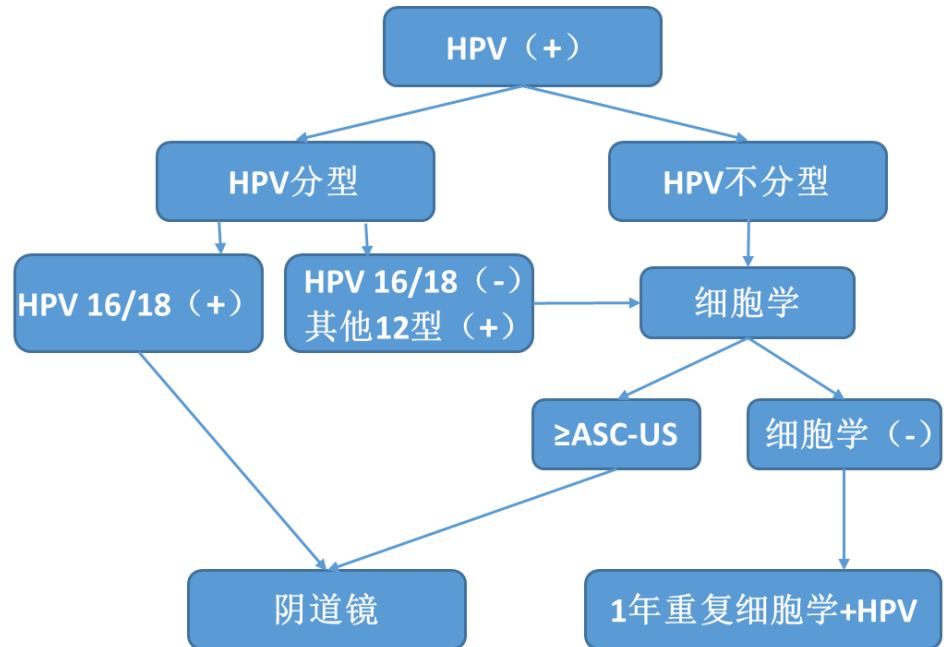 HPV（+）
HPV分型
HPV不分型
HPV 16/18（+）
HPV 16/18（-）
其他12型（+）
细胞学
≥ASC-US
细胞学（-）
阴道镜
1年重复细胞学+HPV